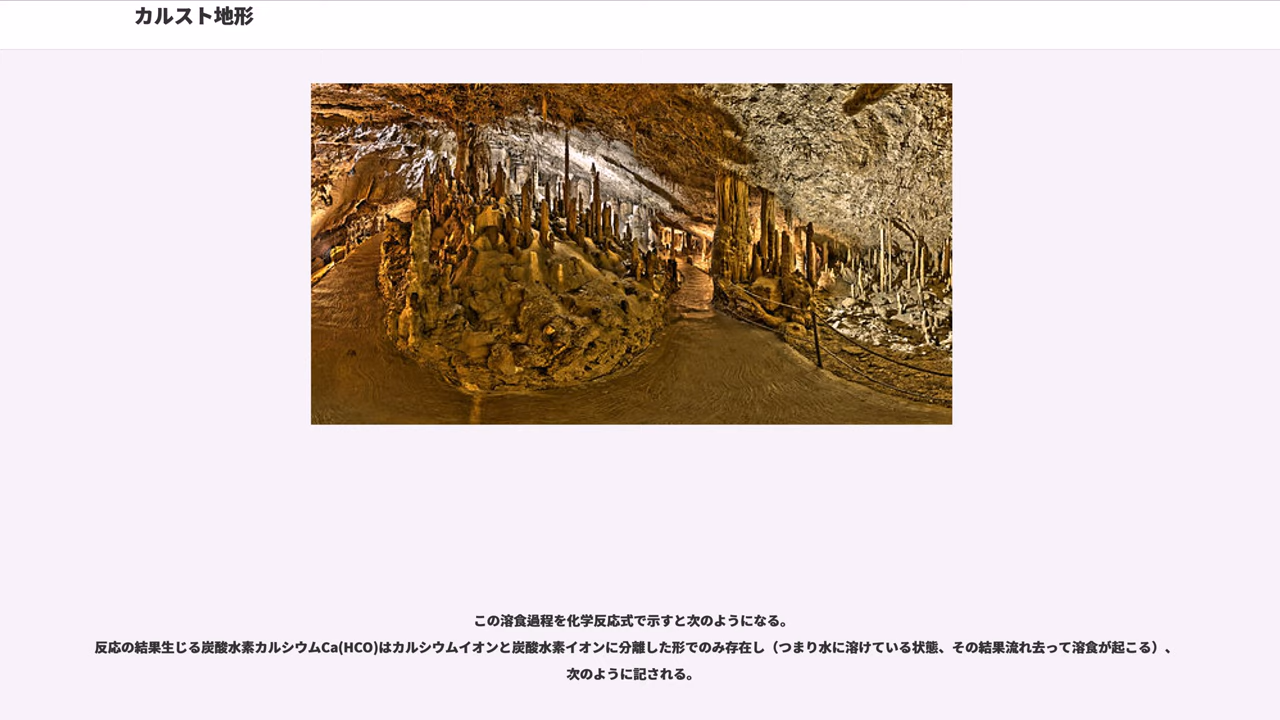 カルスト地形
この溶食過程を化学反応式で示すと次のようになる。
反応の結果生じる炭酸水素カルシウムCa(HCO)はカルシウムイオンと炭酸水素イオンに分離した形でのみ存在し（つまり水に溶けている状態、その結果流れ去って溶食が起こる）、
次のように記される。